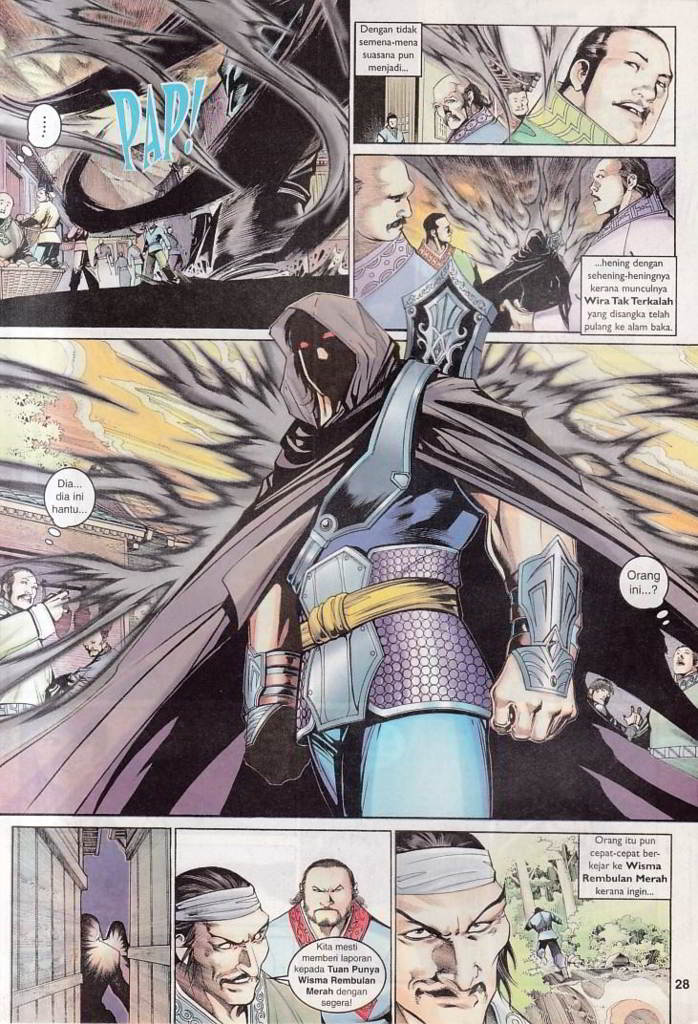 ....
PAP!
Dengan tidak
semena-mena
suasana pun
menjadi...
...hening dengan
sehening-heningnya
kerana munculnya
Wira Tak Terkalah
yang disangka telah
pulang ke alam baka.
Dia...
dia ini
hantu...
Orang
ini...?
Kita mesti
memberi laporan
kepada Tuan Punya
Wisma Rembulan
Merah dengan
segera!
Orang itu pun
cepat-cepat ber-
kejar ke Wisma
Rembulan Merah
kerana ingin...
28